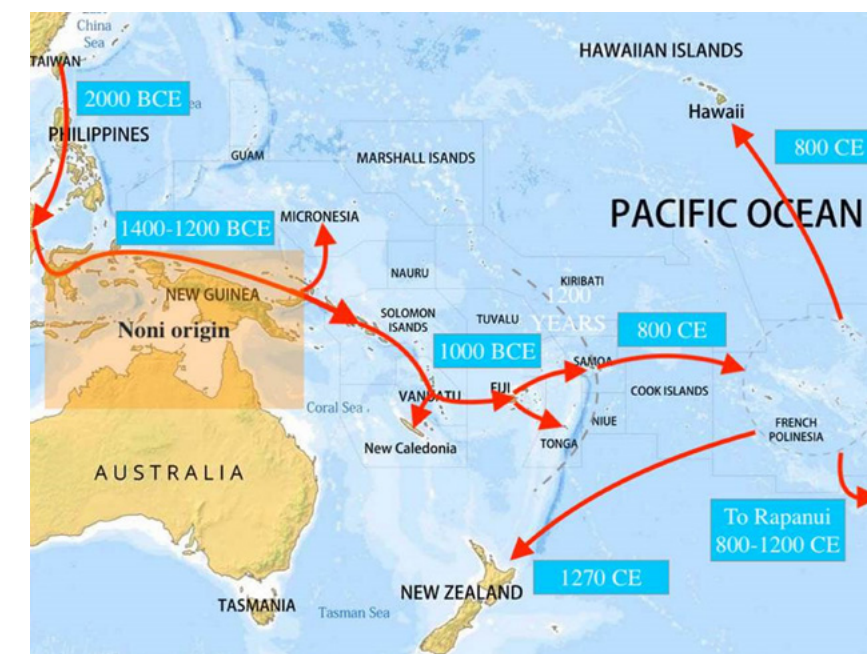 China
Sea
TAIWAN
HAWAIIAN ISLANDS
2000 BCE
ea
Hawaii
PHILIPPINES
800 CE
GUAM
MARSHALL ISANDS
PACIFIC OCEAN
1400-1200 BCE
MICRONESIA
NAURU
KIRIBATI
NEW GUINEA
1200
YEARS
SOLOMON
ISANDS
TUVALU
Noni origin
800 CE
1000 BCE
SAMOA
FIJI
VANUATU
COOK ISLANDS
Coral Sea
NIUE
FRENCH
POLINESIA
New Caledonia
TONGA
AUSTRALIA
To Rapanui
800-1200 CE
1270 CE
NEW ZEALAND
TASMANIA
Tasman Sea